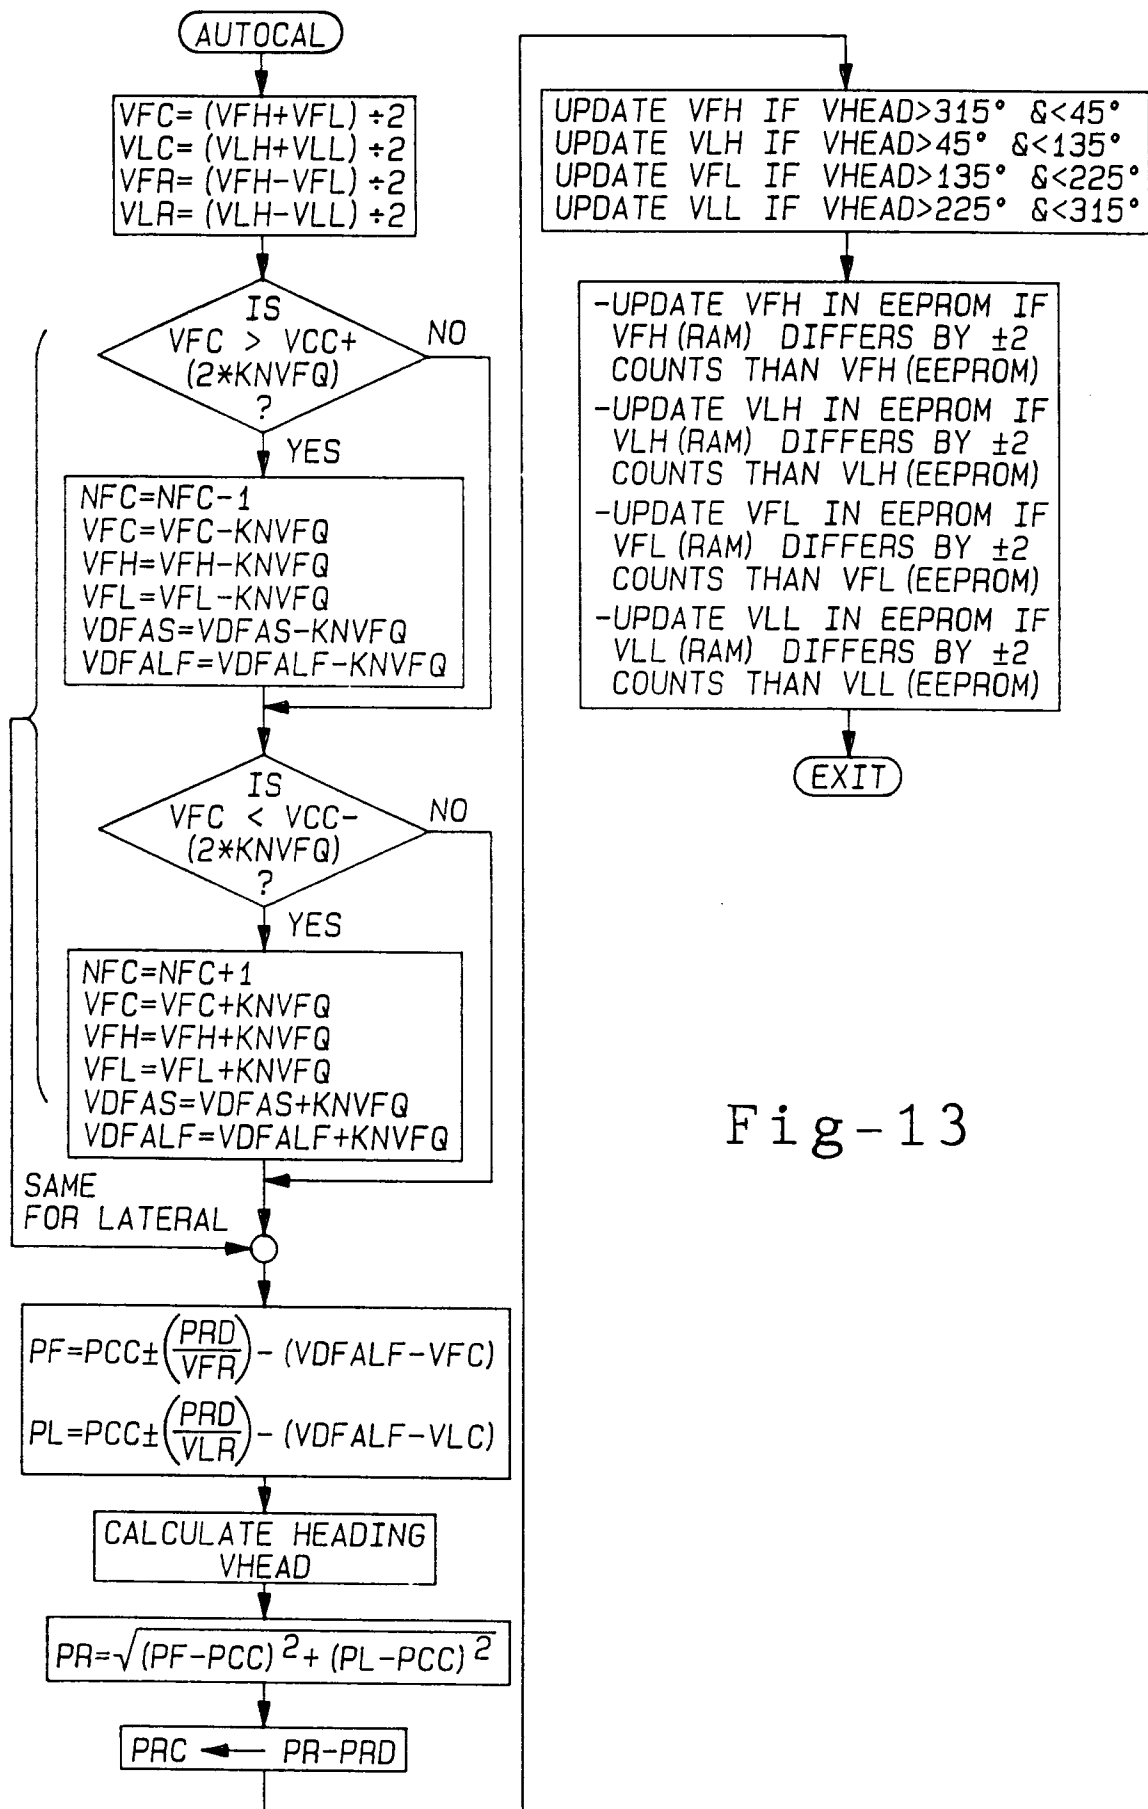 AUTOCAL
VFC=(VFH+VFL)÷2
VLC=(VLH+VLL)÷2
VFR=(VFH-VFL)÷2
VLR=(VLH-VLL)÷2
IS
VFC > VCC+
(2*KNVFQ)
?
NO
YES
NFC=NFC-1
VFC=VFC-KNVFQ
VFH=VFH-KNVFQ
VFL=VFL-KNVFQ
VDFAS=VDFAS-KNVFQ
VDFALF=VDFALF-KNVFQ
IS
VFC < VCC-
(2*KNVFQ)
?
NO
YES
NFC=NFC+1
VFC=VFC+KNVFQ
VFH=VFH+KNVFQ
VFL=VFL+KNVFQ
VDFAS=VDFAS+KNVFQ
VDFALF=VDFALF+KNVFQ
SAME
FOR LATERAL
PF=PCC±(PRD/VFR)-(VDFALF-VFC)
PL=PCC±(PRD/VLR)-(VDFALF-VLC)
CALCULATE HEADING
VHEAD
PR=√(PF-PCC)²+(PL-PCC)²
PRC ← PR-PRD
UPDATE VFH IF VHEAD>315° &<45°
UPDATE VLH IF VHEAD>45° &<135°
UPDATE VFL IF VHEAD>135° &<225°
UPDATE VLL IF VHEAD>225° &<315°
-UPDATE VFH IN EEPROM IF
VFH(RAM) DIFFERS BY ±2
COUNTS THAN VFH(EEPROM)
-UPDATE VLH IN EEPROM IF
VLH(RAM) DIFFERS BY ±2
COUNTS THAN VLH(EEPROM)
-UPDATE VFL IN EEPROM IF
VFL(RAM) DIFFERS BY ±2
COUNTS THAN VFL(EEPROM)
-UPDATE VLL IN EEPROM IF
VLL(RAM) DIFFERS BY ±2
COUNTS THAN VLL(EEPROM)
EXIT
Fig-13